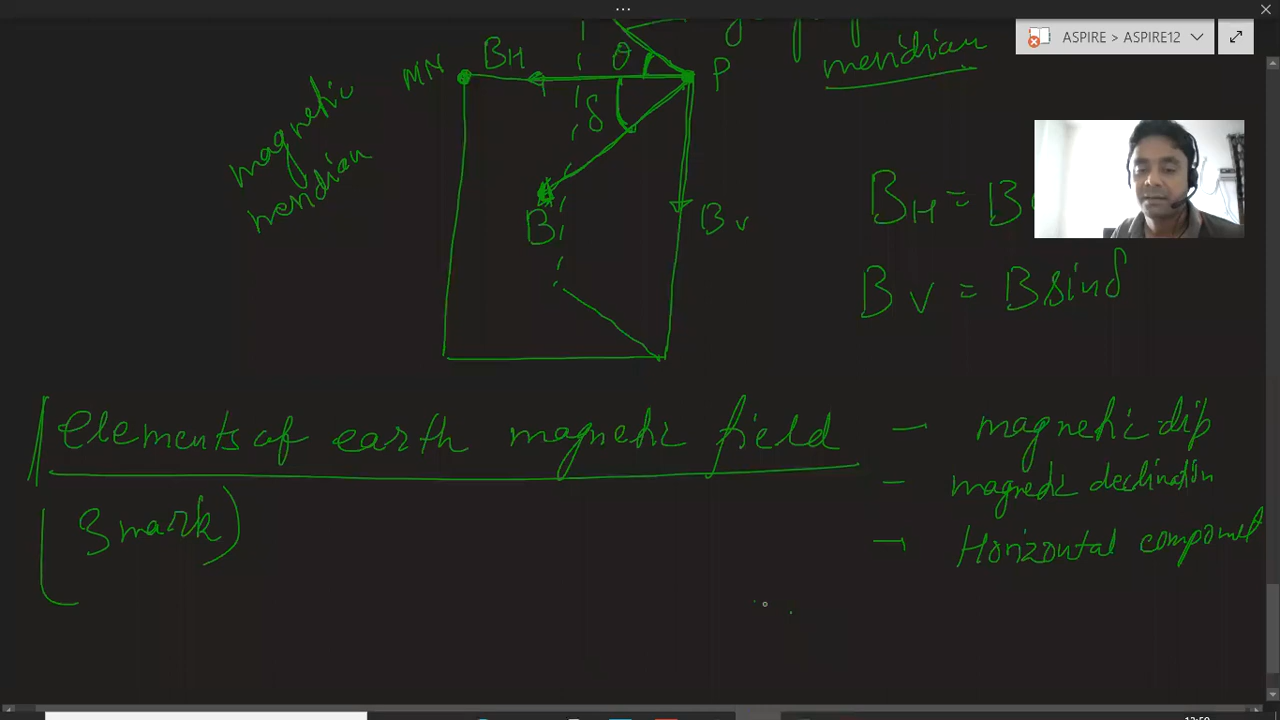 ASPIRE > ASPIRE12
meridian
MN
BH
θ
P
δ
magnetic
meridian
B
Bv
BH = B
Bv = Bsinδ
elements of earth magnetic field
- magnetic dip
- magnetic declination
→ Horizontal component
(3 mark)